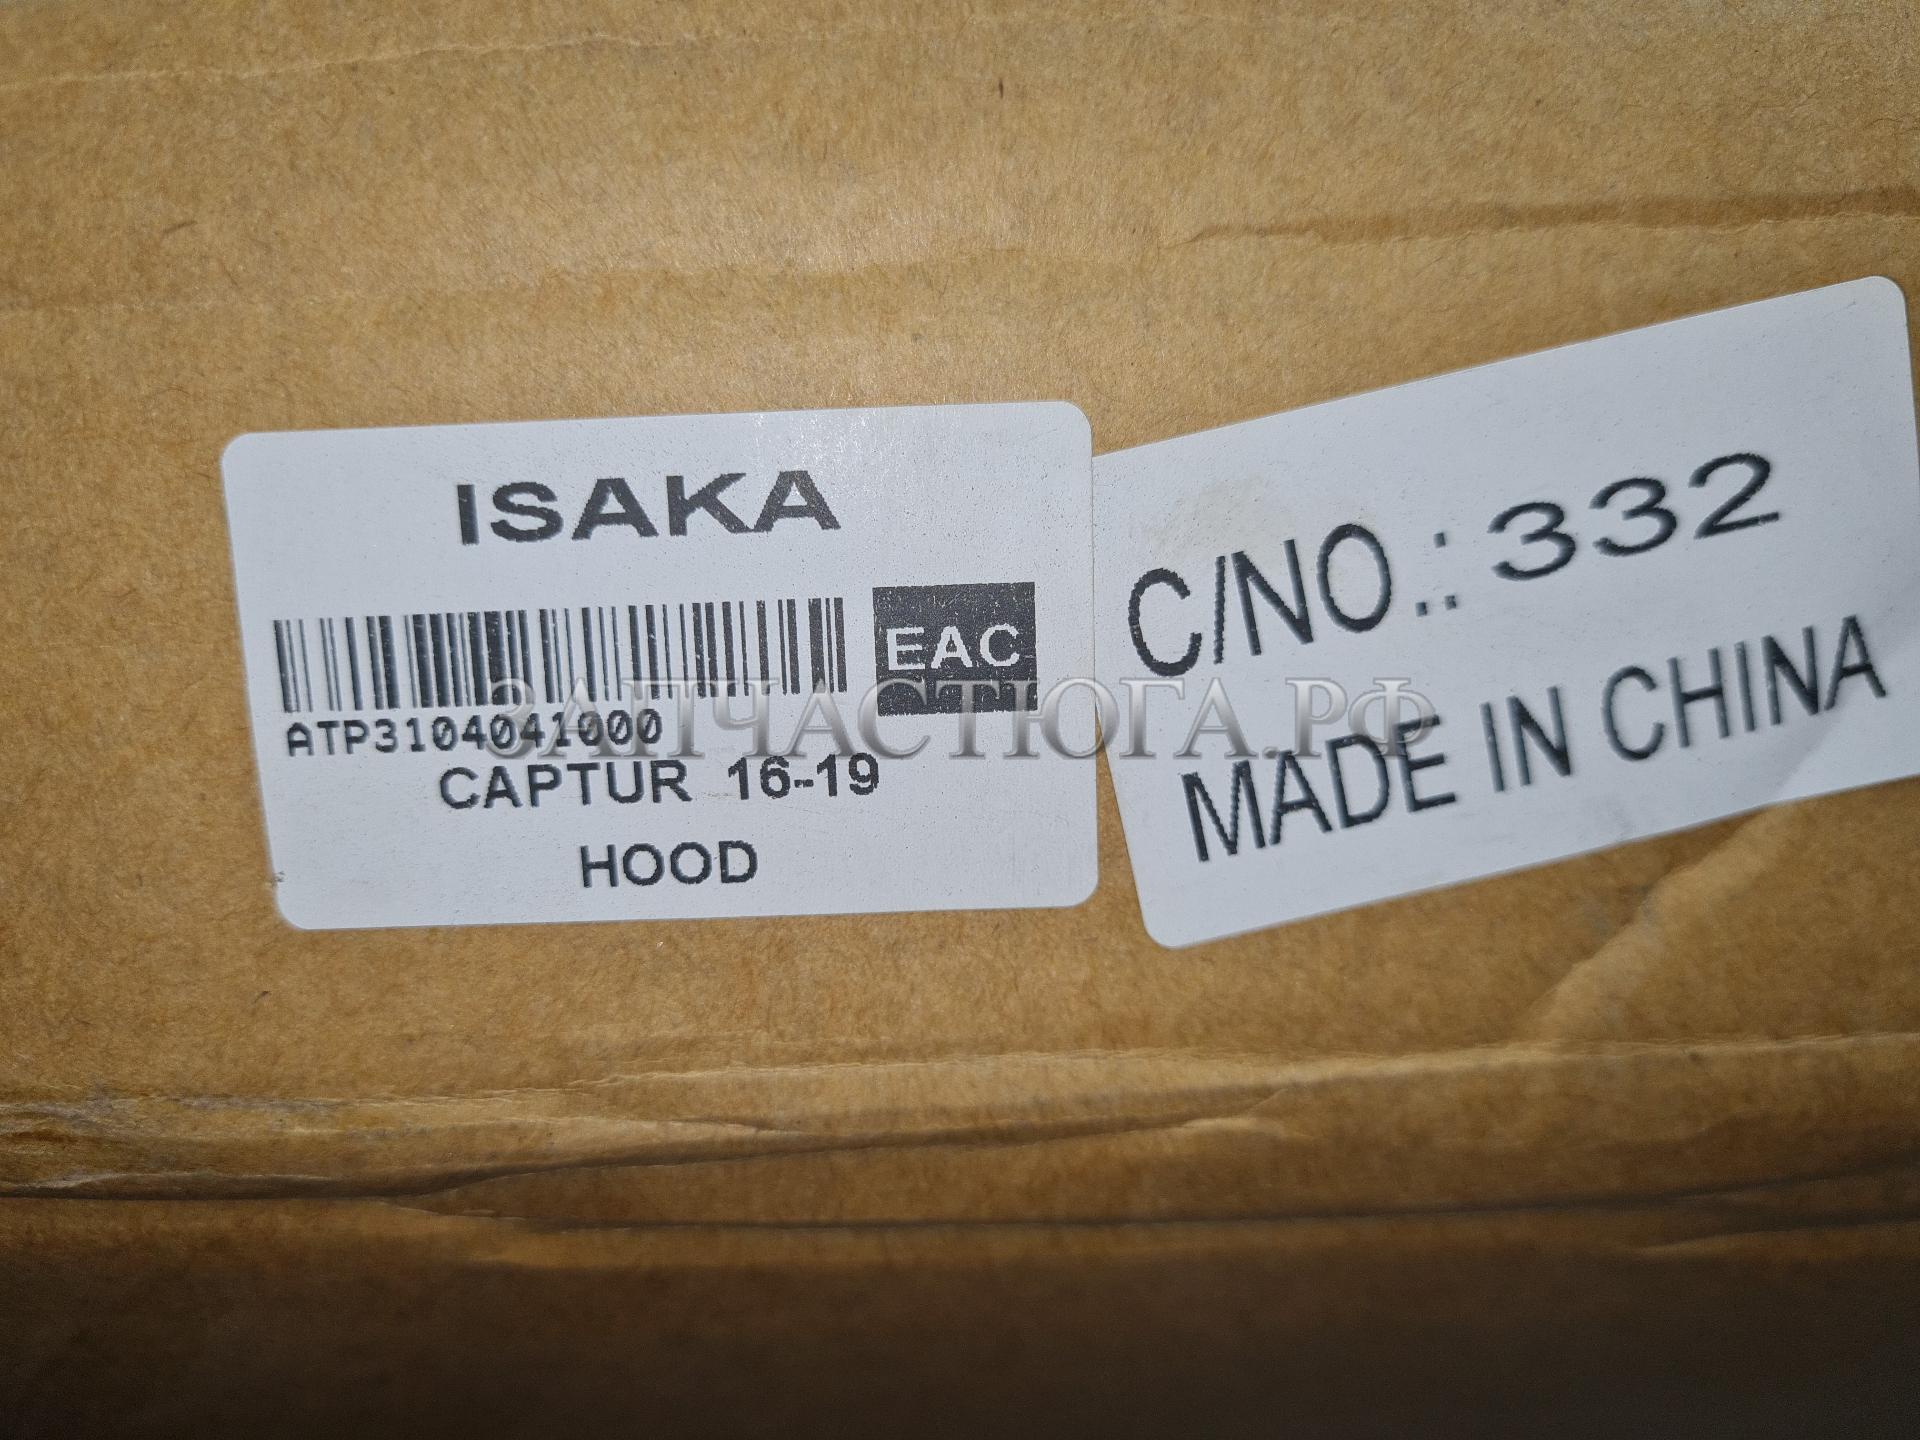 ISAKA
EAC
ATP3104041000
CAPTUR 16-19
HOOD
C/NO.:332
MADE IN CHINA
ЗАПЧАСТЮГА.РФ